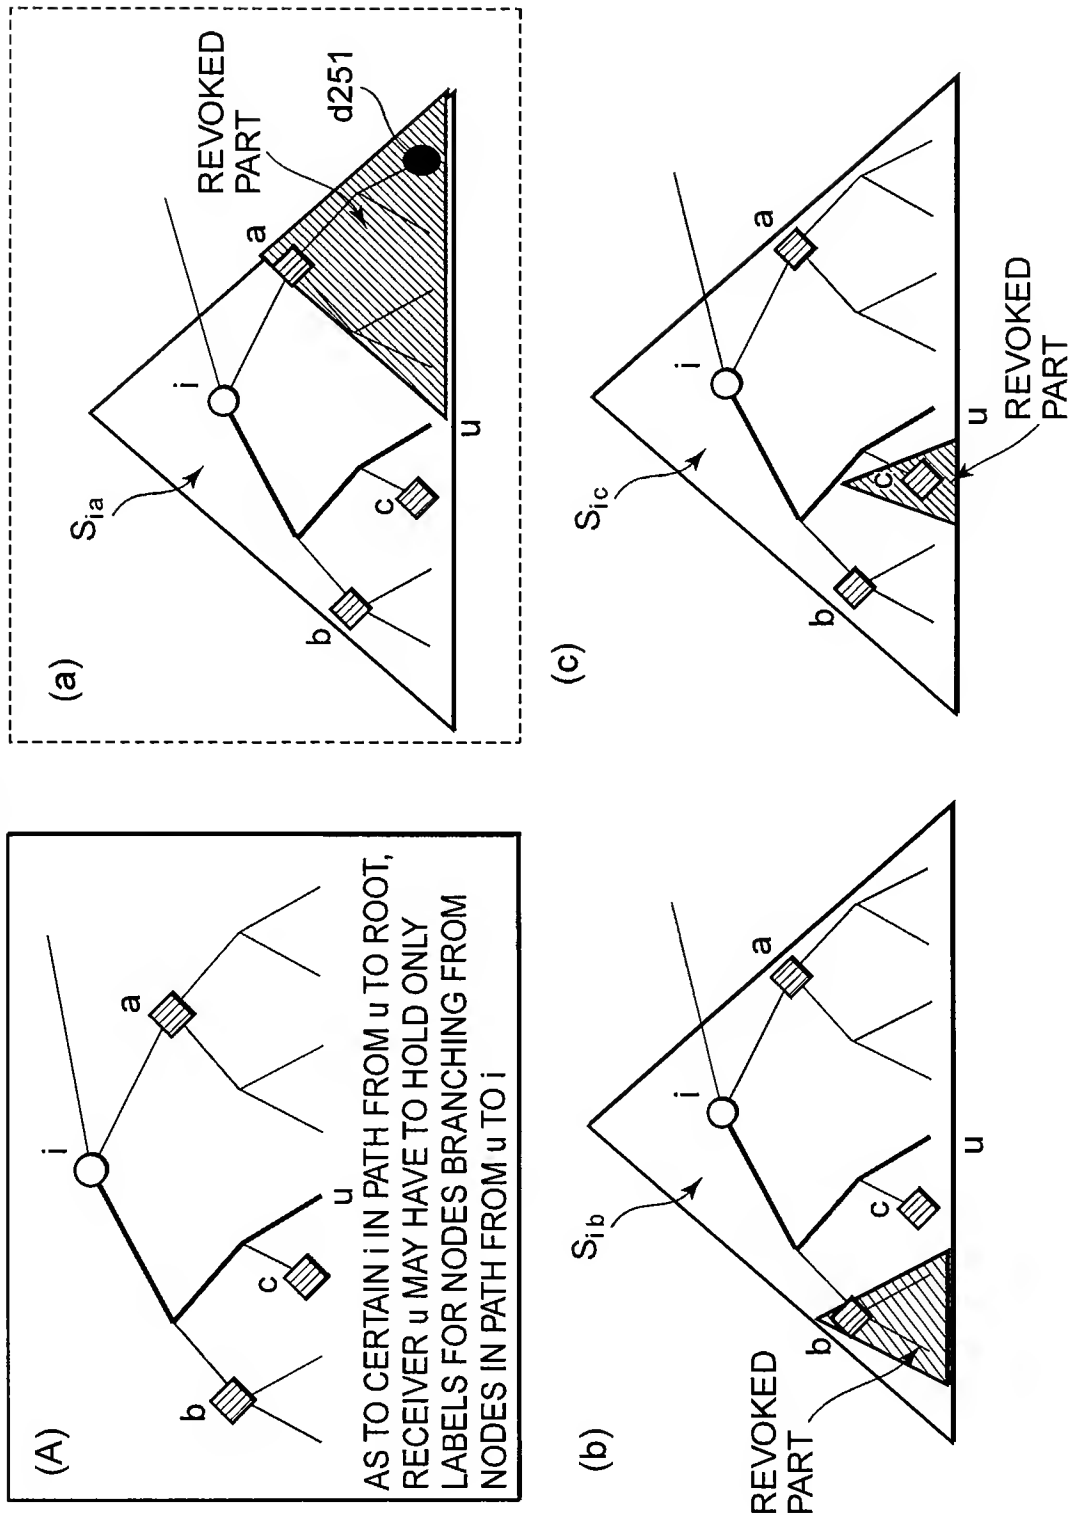 (A)
i
a
b
c
u
AS TO CERTAIN i IN PATH FROM u TO ROOT,
RECEIVER u MAY HAVE TO HOLD ONLY
LABELS FOR NODES BRANCHING FROM
NODES IN PATH FROM u TO i
(a)
Sia
i
a
REVOKED
PART
d251
b
c
u
(b)
Sib
i
a
b
c
u
REVOKED
PART
(c)
Sic
i
a
b
c
u
REVOKED
PART